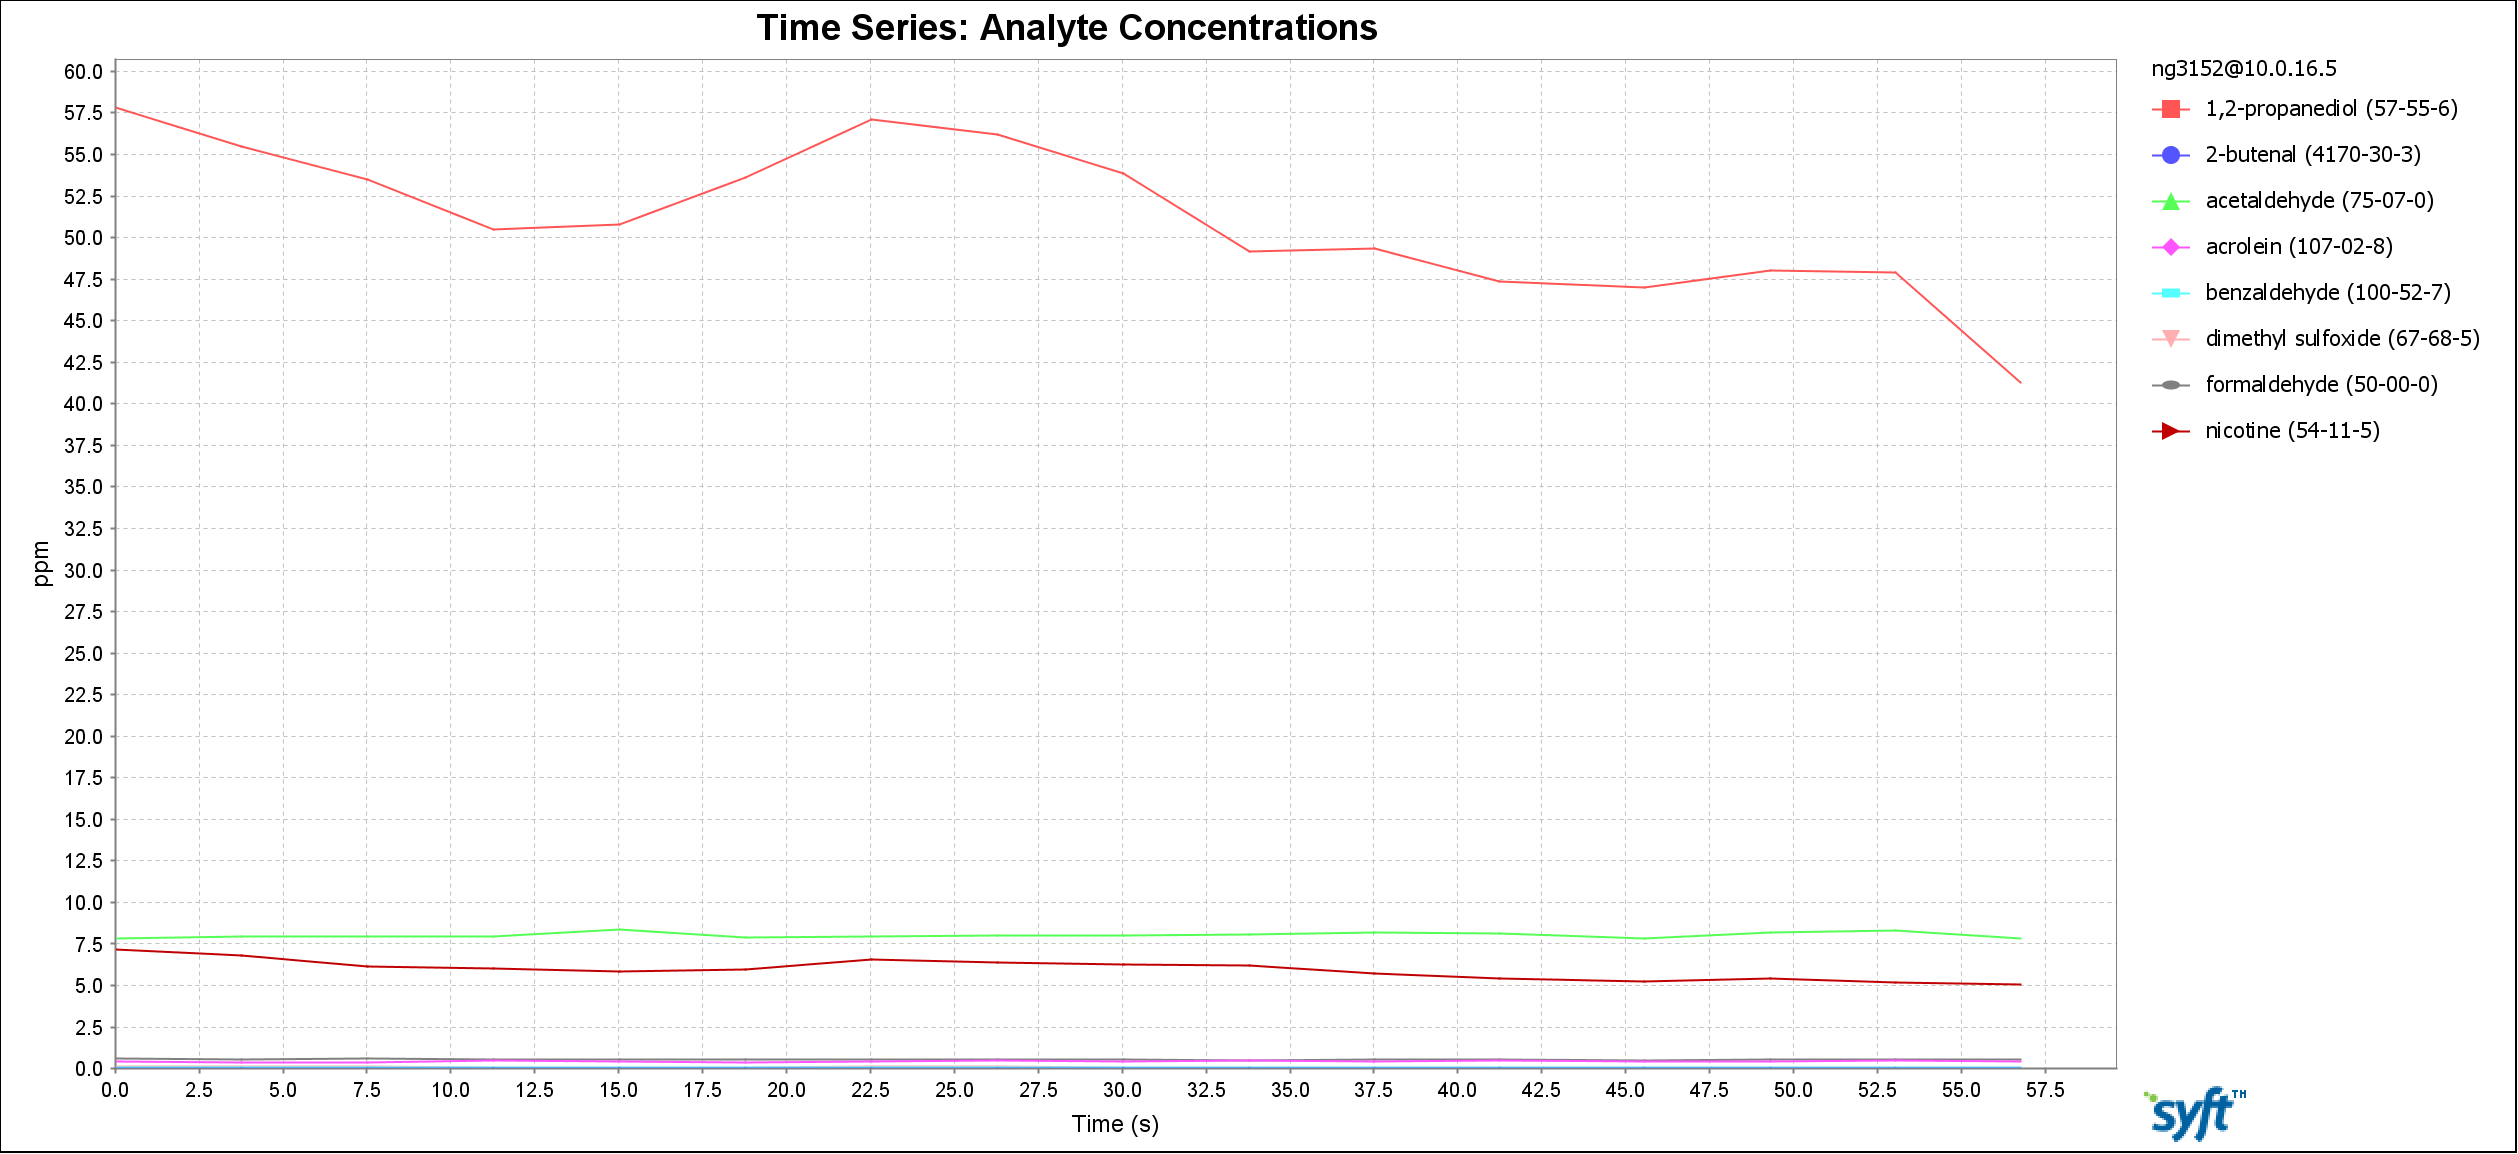 Time Series: Analyte Concentrations
60.0
57.5
55.0
52.5
50.0
47.5
45.0
42.5
40.0
37.5
35.0
32.5
30.0
27.5
25.0
22.5
20.0
17.5
15.0
12.5
10.0
7.5
5.0
2.5
0.0
ppm
0.0 2.5 5.0 7.5 10.0 12.5 15.0 17.5 20.0 22.5 25.0 27.5 30.0 32.5 35.0 37.5 40.0 42.5 45.0 47.5 50.0 52.5 55.0 57.5
Time (s)
ng3152@10.0.16.5
1,2-propanediol (57-55-6)
2-butenal (4170-30-3)
acetaldehyde (75-07-0)
acrolein (107-02-8)
benzaldehyde (100-52-7)
dimethyl sulfoxide (67-68-5)
formaldehyde (50-00-0)
nicotine (54-11-5)
syft™